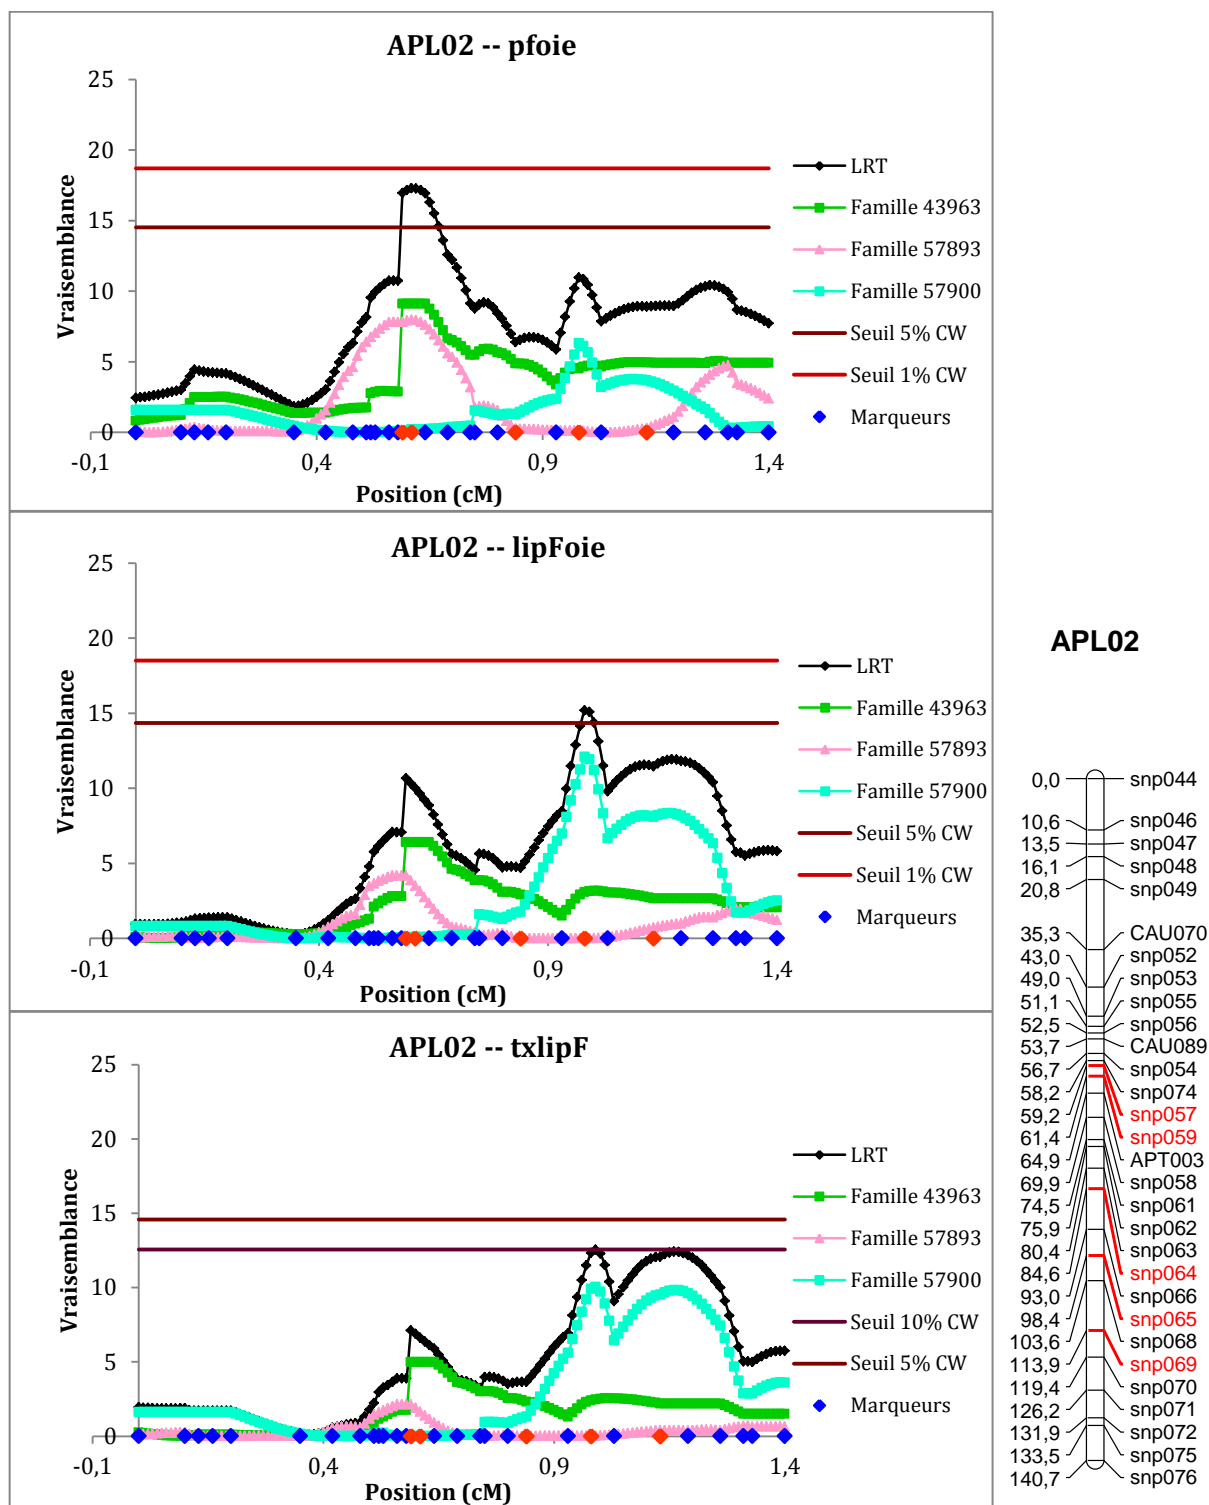 APL02 -- pfoie
25
20
15
10
5
0
Vraisemblance
-0,1
0,4
0,9
1,4
Position (cM)
LRT
Famille 43963
Famille 57893
Famille 57900
Seuil 5% CW
Seuil 1% CW
Marqueurs
APL02 -- lipFoie
25
20
15
10
5
0
Vraisemblance
-0,1
0,4
0,9
1,4
Position (cM)
LRT
Famille 43963
Famille 57893
Famille 57900
Seuil 5% CW
Seuil 1% CW
Marqueurs
APL02 -- txlipF
25
20
15
10
5
0
Vraisemblance
-0,1
0,4
0,9
1,4
Position (cM)
LRT
Famille 43963
Famille 57893
Famille 57900
Seuil 10% CW
Seuil 5% CW
Marqueurs
APL02
0,0 snp044
10,6 snp046
13,5 snp047
16,1 snp048
20,8 snp049
35,3 CAU070
43,0 snp052
49,0 snp053
51,1 snp055
52,5 snp056
53,7 CAU089
56,7 snp054
58,2 snp074
59,2 snp057
61,4 snp059
64,9 APT003
69,9 snp058
74,5 snp061
75,9 snp062
80,4 snp063
84,6 snp064
93,0 snp066
98,4 snp065
103,6 snp068
113,9 snp069
119,4 snp070
126,2 snp071
131,9 snp072
133,5 snp075
140,7 snp076